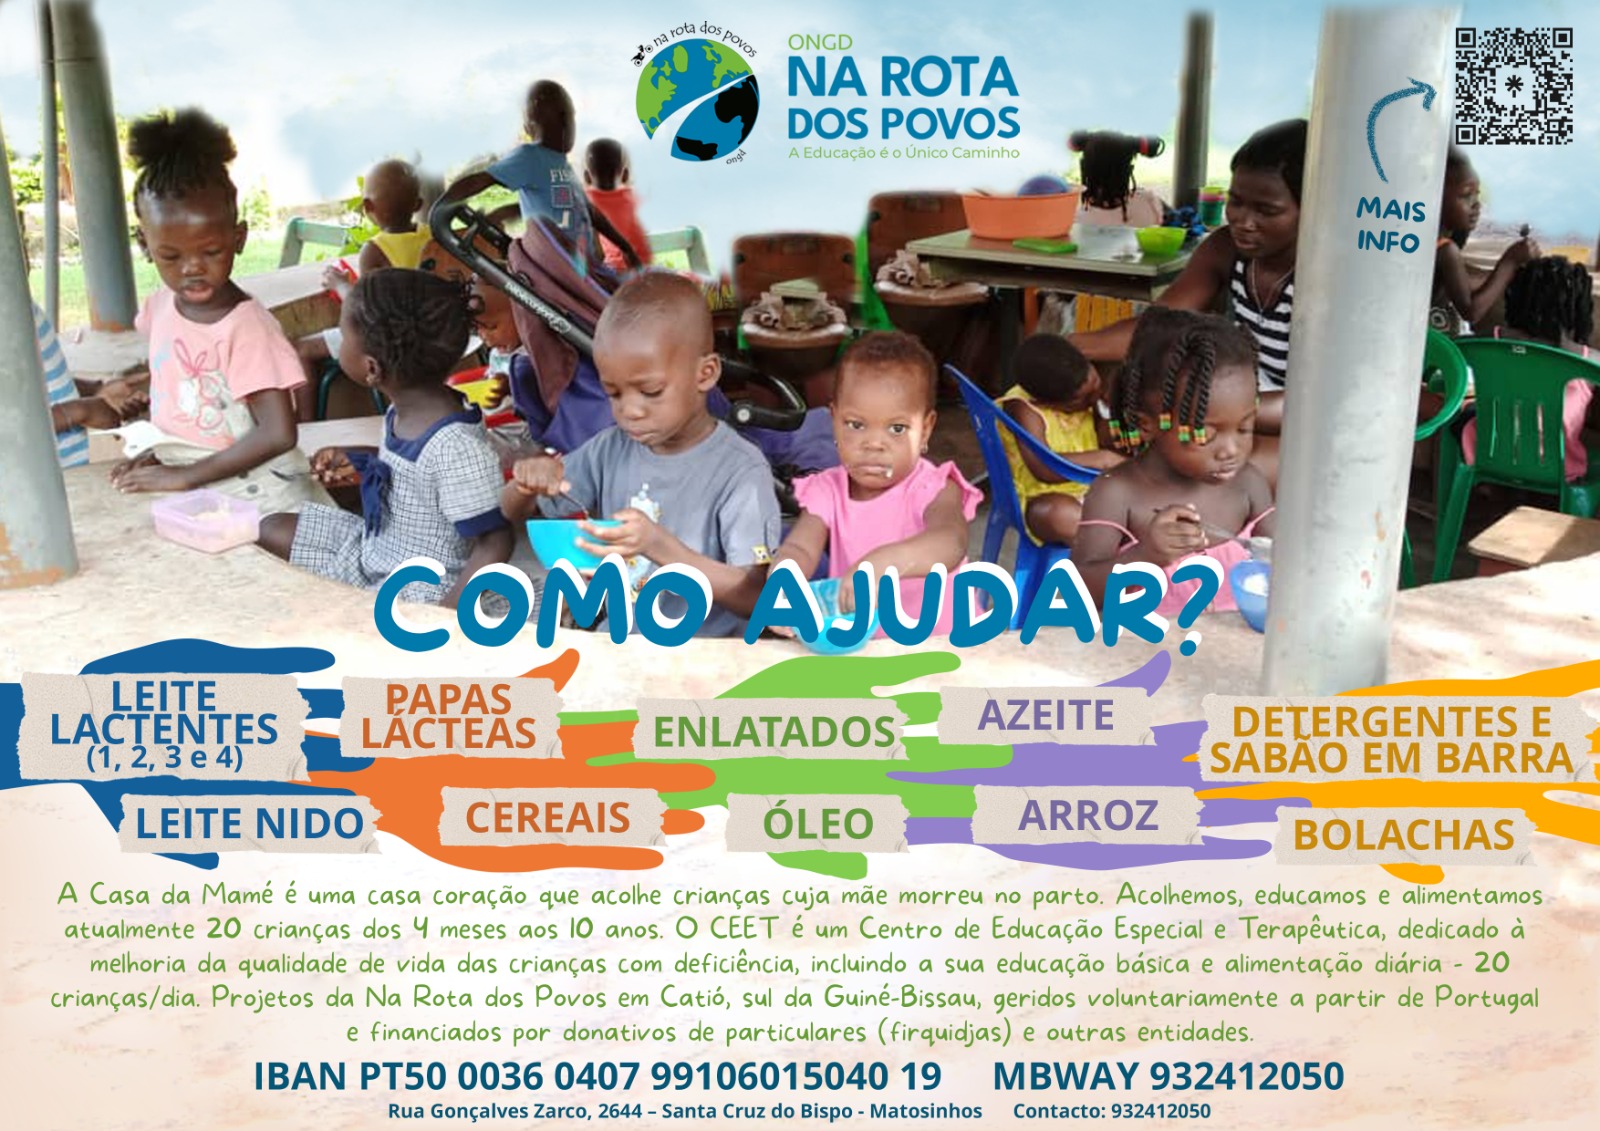 na rota dos povos
ongd
ONGD
NA ROTA
DOS POVOS
A Educação é o Único Caminho
MAIS
INFO
bébéconfort
COMO AJUDAR?
LEITE
LACTENTES
(1, 2, 3 e 4)
LEITE NIDO
PAPAS
LÁCTEAS
CEREAIS
ENLATADOS
ÓLEO
AZEITE
ARROZ
DETERGENTES E
SABÃO EM BARRA
BOLACHAS
A Casa da Mamé é uma casa coração que acolhe crianças cuja mãe morreu no parto. Acolhemos, educamos e alimentamos
atualmente 20 crianças dos 4 meses aos 10 anos. O CEET é um Centro de Educação Especial e Terapêutica, dedicado à
melhoria da qualidade de vida das crianças com deficiência, incluindo a sua educação básica e alimentação diária - 20
crianças/dia. Projetos da Na Rota dos Povos em Catió, sul da Guiné-Bissau, geridos voluntariamente a partir de Portugal
e financiados por donativos de particulares (firquidjas) e outras entidades.
IBAN PT50 0036 0407 99106015040 19 MBWAY 932412050
Rua Gonçalves Zarco, 2644 – Santa Cruz do Bispo - Matosinhos Contacto: 932412050